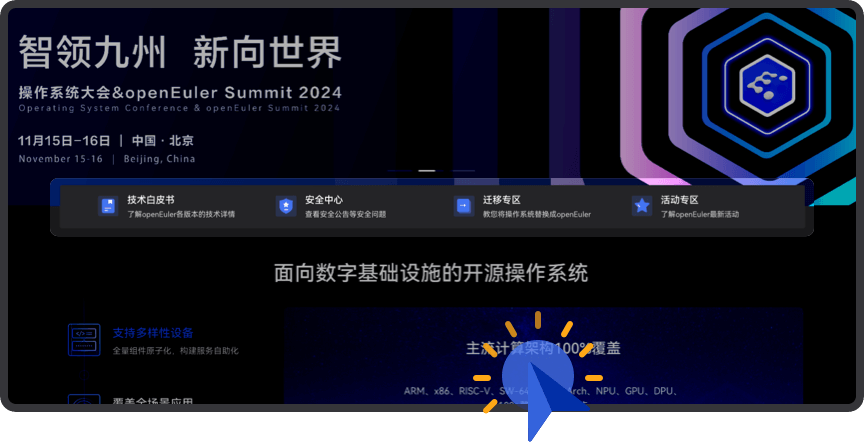 智领九州 新向世界
操作系统大会&openEuler Summit 2024
Operating System Conference & openEuler Summit 2024
11月15日-16日 | 中国·北京
November 15-16 | Beijing, China
技术白皮书
了解openEuler各版本的技术详情
安全中心
查看安全公告等安全问题
迁移专区
教您将操作系统替换成openEuler
活动专区
了解openEuler最新活动
面向数字基础设施的开源操作系统
支持多样性设备
全量组件原子化、构建服务自助化
主流计算架构100%覆盖
ARM、x86、RISC-V、SW-64、 NPU、GPU、DPU、
覆盖全场景应用